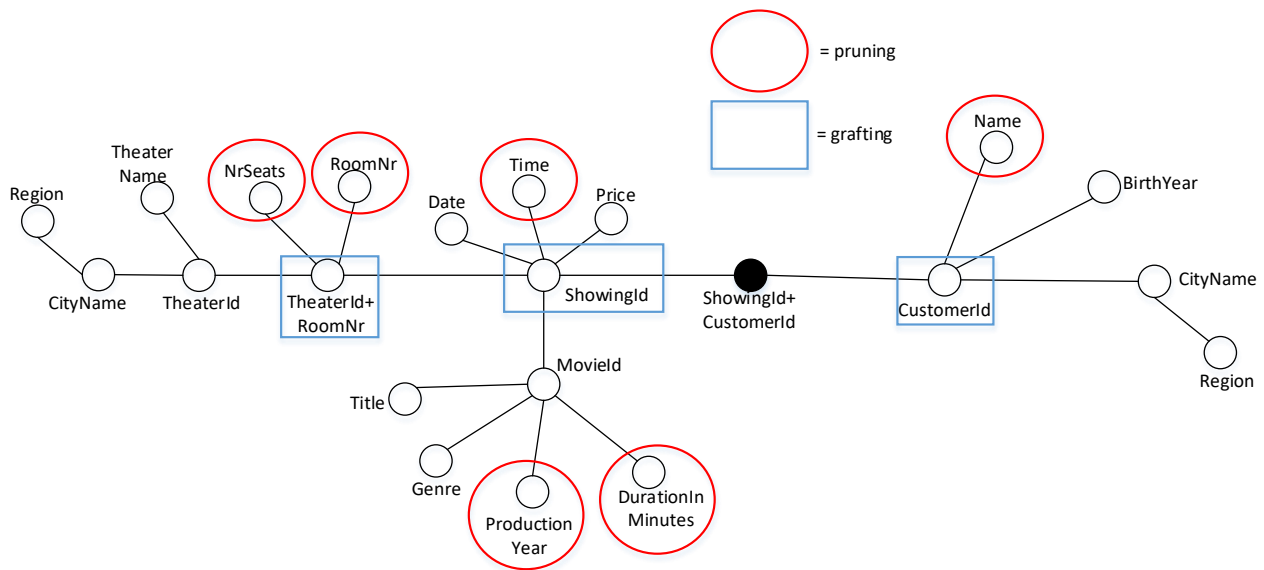 = pruning
= grafting
Name
BirthYear
CityName
Region
CustomerId
ShowingId+
CustomerId
Time
Date
Price
ShowingId
NrSeats
RoomNr
Theater
Name
Region
CityName
TheaterId
TheaterId+
RoomNr
MovieId
Title
Genre
Production
Year
DurationIn
Minutes